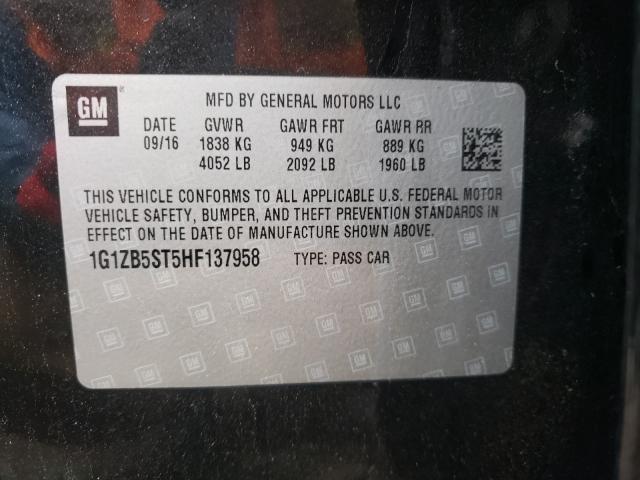 GM
MFD BY GENERAL MOTORS LLC
DATE GVWR GAWR FRT GAWR RR
09/16 1838 KG 949 KG 889 KG
4052 LB 2092 LB 1960 LB
THIS VEHICLE CONFORMS TO ALL APPLICABLE U.S. FEDERAL MOTOR
VEHICLE SAFETY, BUMPER, AND THEFT PREVENTION STANDARDS IN
EFFECT ON THE DATE OF MANUFACTURE SHOWN ABOVE.
1G1ZB5ST5HF137958 TYPE: PASS CAR